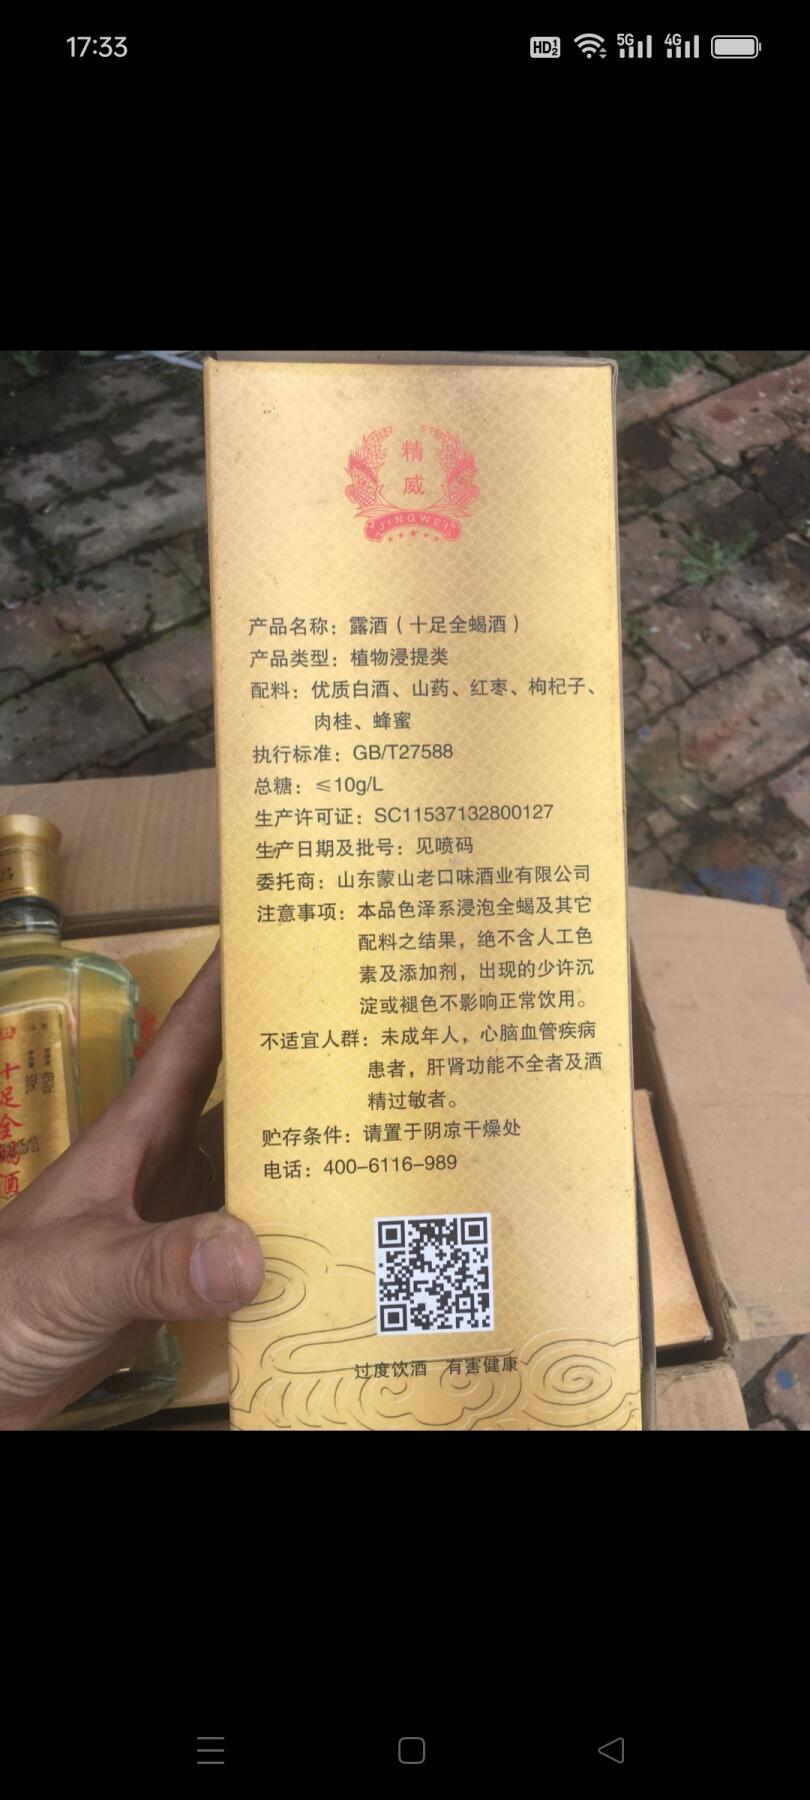 17:33
HD 1 2
5G
4G
精
威
JINGWEI
产品名称：露酒（十足全蝎酒）
产品类型：植物浸提类
配料：优质白酒、山药、红枣、枸杞子、
肉桂、蜂蜜
执行标准：GB/T27588
总糖：≤10g/L
生产许可证：SC11537132800127
生产日期及批号：见喷码
委托商：山东蒙山老口味酒业有限公司
注意事项：本品色泽系浸泡全蝎及其它
配料之结果，绝不含人工色
素及添加剂，出现的少许沉
淀或褪色不影响正常饮用。
不适宜人群：未成年人，心脑血管疾病
患者，肝肾功能不全者及酒
精过敏者。
贮存条件：请置于阴凉干燥处
电话：400-6116-989
过度饮酒 有害健康
十足全蝎酒